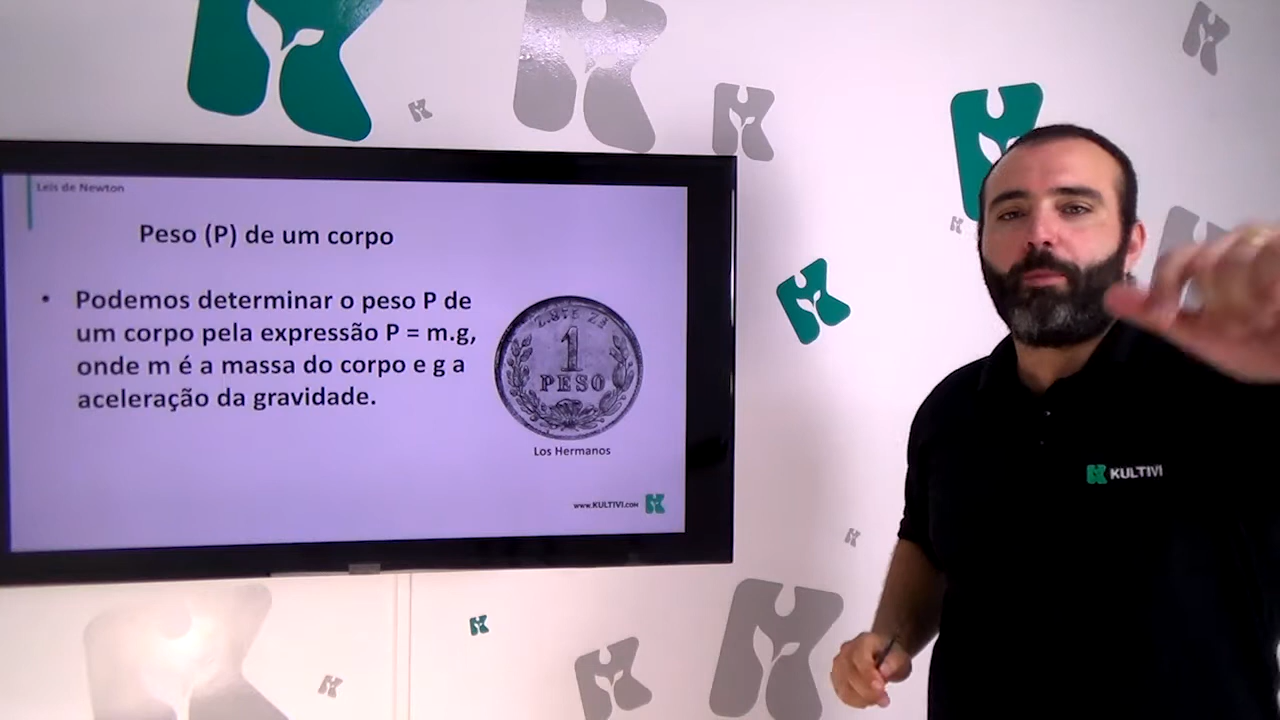 Leis de Newton
Peso (P) de um corpo
• Podemos determinar o peso P de
um corpo pela expressão P = m.g,
onde m é a massa do corpo e g a
aceleração da gravidade.
1
PESO
Los Hermanos
www.KULTIVI.COM
KULTIVI